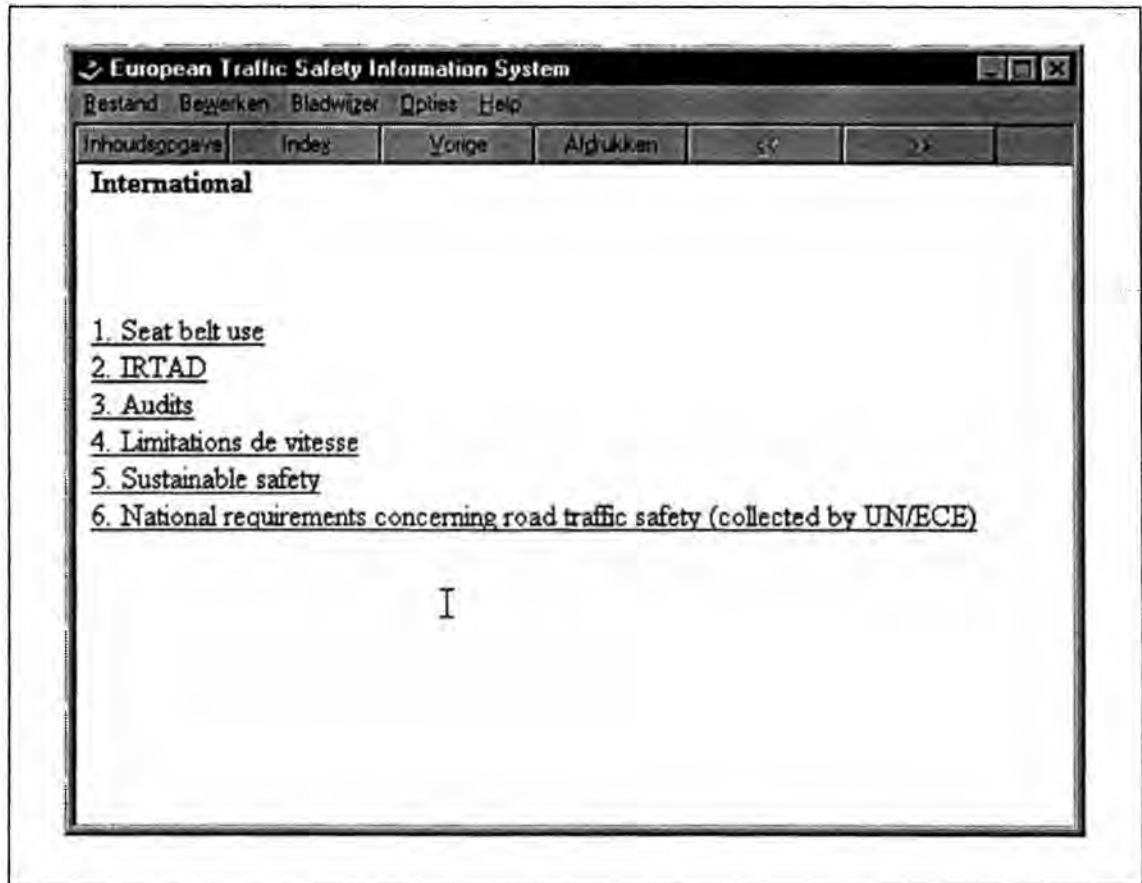 European Traffic Safety Information System
Bestand Bewerken Bladwijzer Opties Help
Inhoudsopgave Index Vorige Afdrukken << >>
International
1. Seat belt use
2. IRTAD
3. Audits
4. Limitations de vitesse
5. Sustainable safety
6. National requirements concerning road traffic safety (collected by UN/ECE)